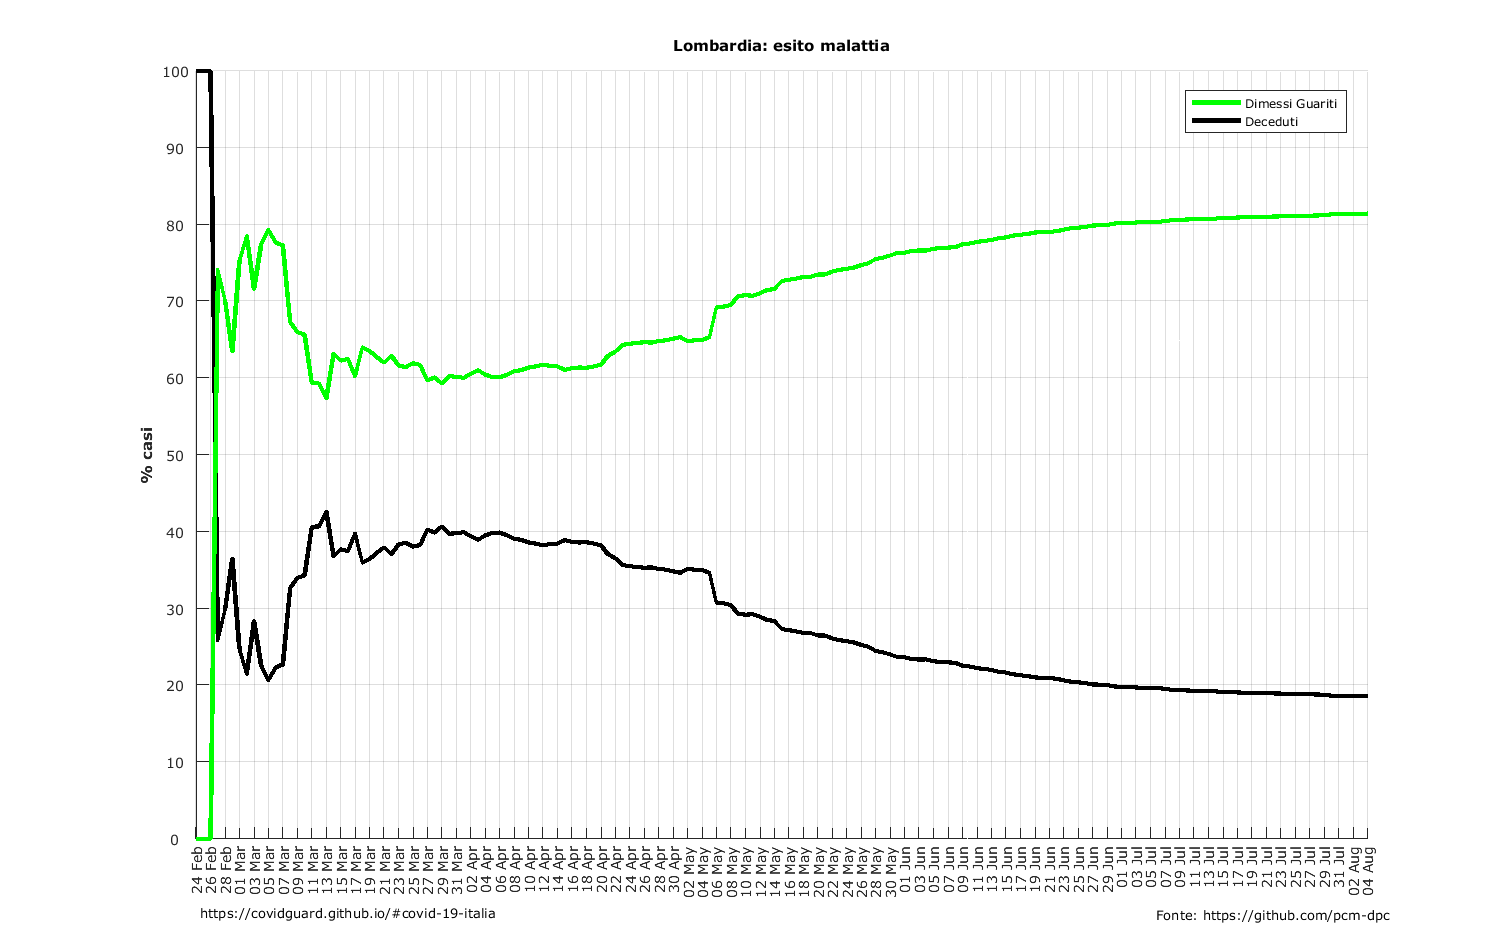 Lombardia: esito malattia
Dimessi Guariti
Deceduti
% casi
100
90
80
70
60
50
40
30
20
10
0
24 Feb
26 Feb
28 Feb
01 Mar
03 Mar
05 Mar
07 Mar
09 Mar
11 Mar
13 Mar
15 Mar
17 Mar
19 Mar
21 Mar
23 Mar
25 Mar
27 Mar
29 Mar
31 Mar
02 Apr
04 Apr
06 Apr
08 Apr
10 Apr
12 Apr
14 Apr
16 Apr
18 Apr
20 Apr
22 Apr
24 Apr
26 Apr
28 Apr
30 Apr
02 May
04 May
06 May
08 May
10 May
12 May
14 May
16 May
18 May
20 May
22 May
24 May
26 May
28 May
30 May
01 Jun
03 Jun
05 Jun
07 Jun
09 Jun
11 Jun
13 Jun
15 Jun
17 Jun
19 Jun
21 Jun
23 Jun
25 Jun
27 Jun
29 Jun
01 Jul
03 Jul
05 Jul
07 Jul
09 Jul
11 Jul
13 Jul
15 Jul
17 Jul
19 Jul
21 Jul
23 Jul
25 Jul
27 Jul
29 Jul
31 Jul
02 Aug
04 Aug
https://covidguard.github.io/#covid-19-italia
Fonte: https://github.com/pcm-dpc